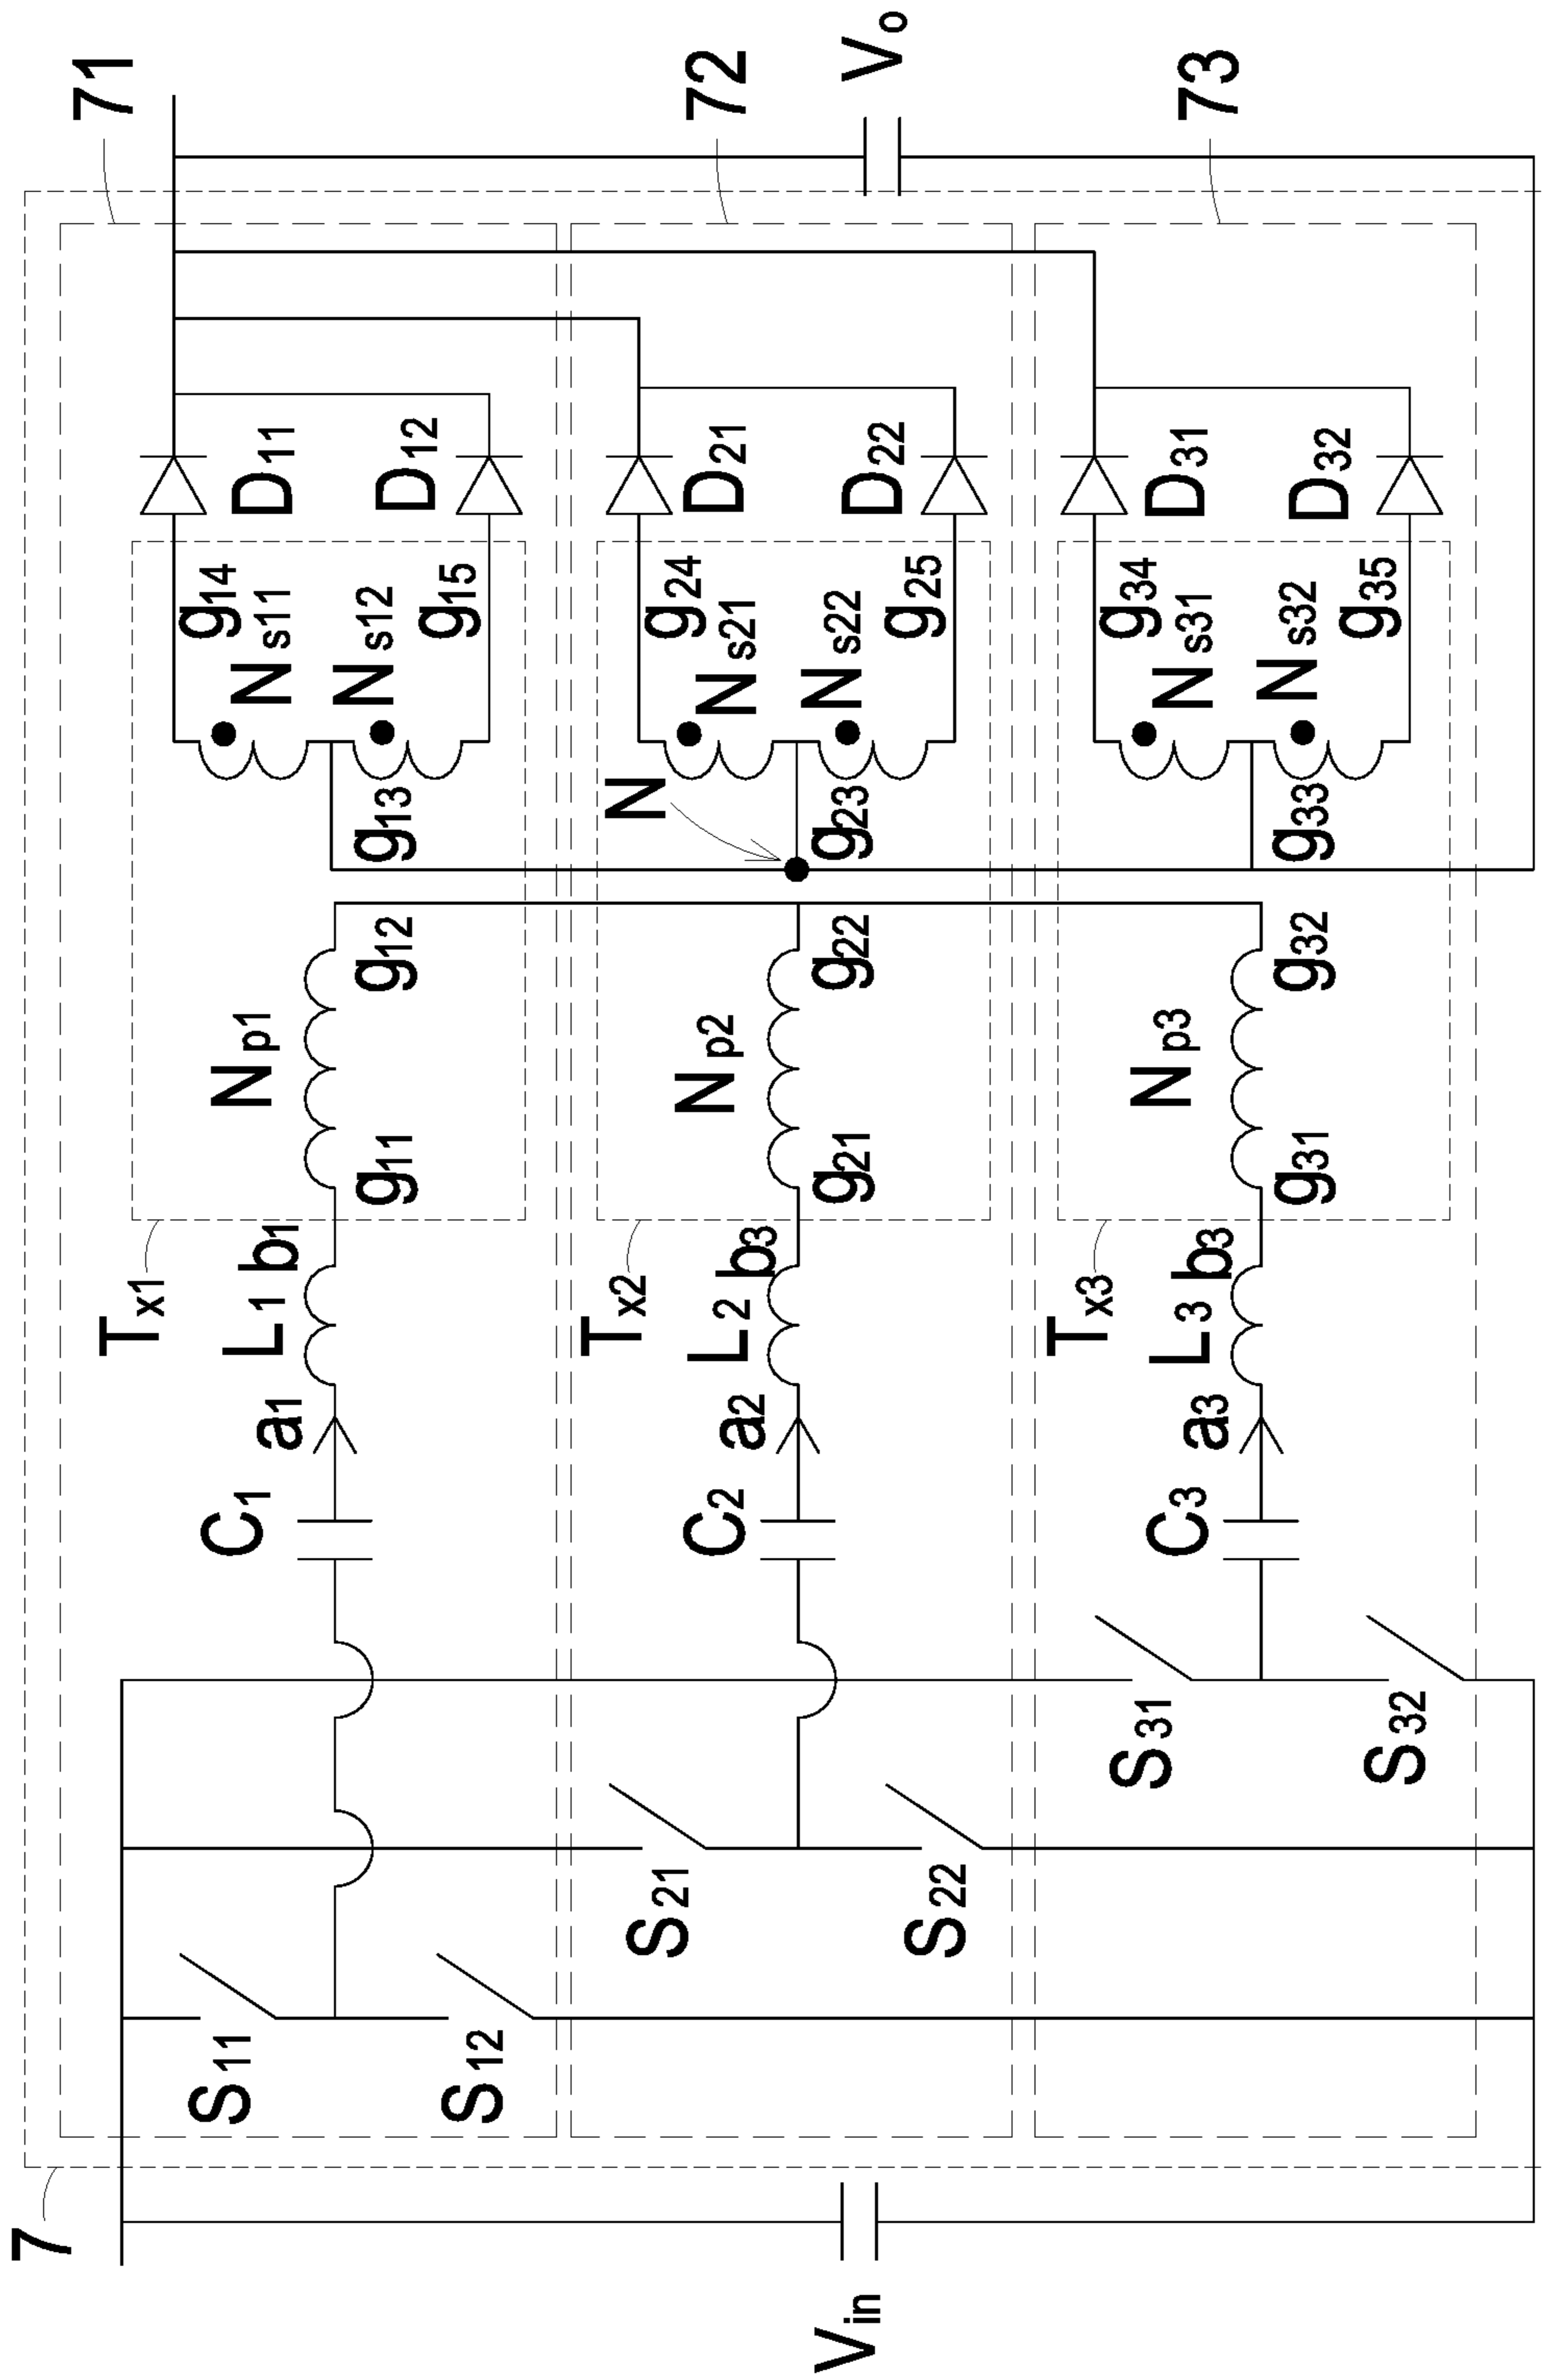 7
71
72
73
Vin
Vo
S11
S12
S21
S22
S31
S32
C1
a1
L1
b1
Tx1
g11
Np1
g12
g13
Ns11
Ns12
g14
g15
D11
D12
C2
a2
L2
b3
Tx2
g21
Np2
g22
N
g23
Ns21
Ns22
g24
g25
D21
D22
C3
a3
L3
b3
Tx3
g31
Np3
g32
g33
Ns31
Ns32
g34
g35
D31
D32